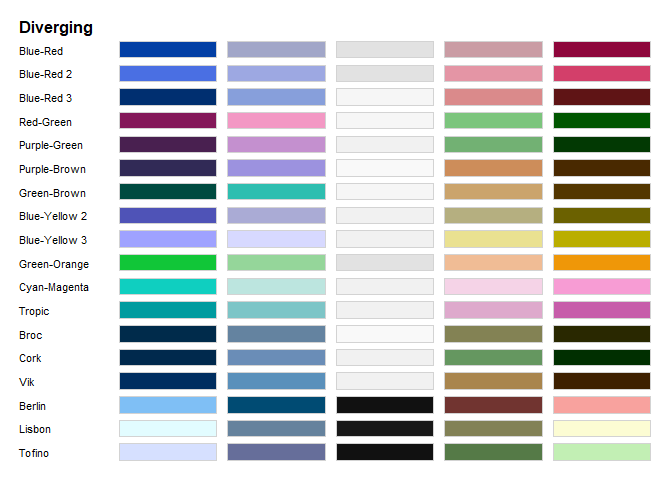 Diverging
Blue-Red
Blue-Red 2
Blue-Red 3
Red-Green
Purple-Green
Purple-Brown
Green-Brown
Blue-Yellow 2
Blue-Yellow 3
Green-Orange
Cyan-Magenta
Tropic
Broc
Cork
Vik
Berlin
Lisbon
Tofino